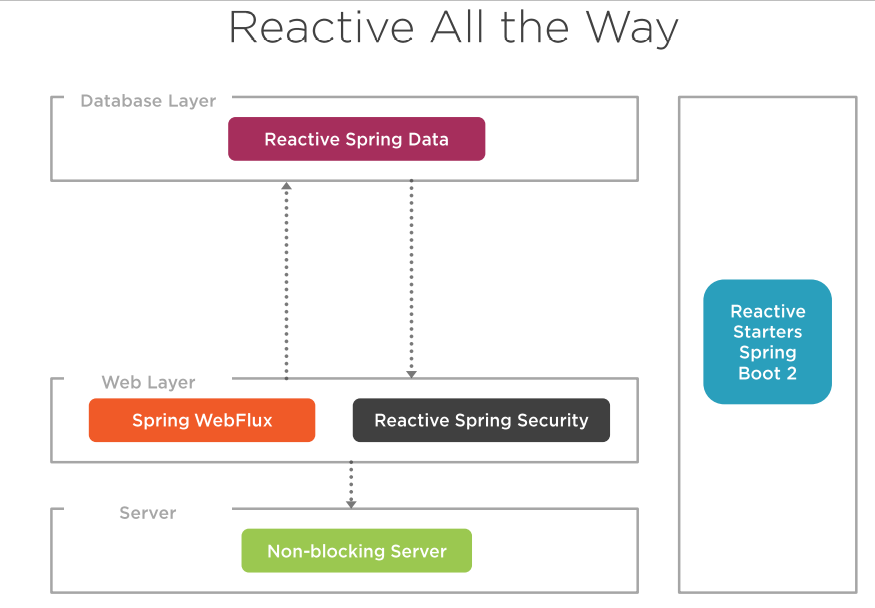 Reactive All the Way
Database Layer
Reactive Spring Data
Web Layer
Spring WebFlux
Reactive Spring Security
Server
Non-blocking Server
Reactive
Starters
Spring
Boot 2